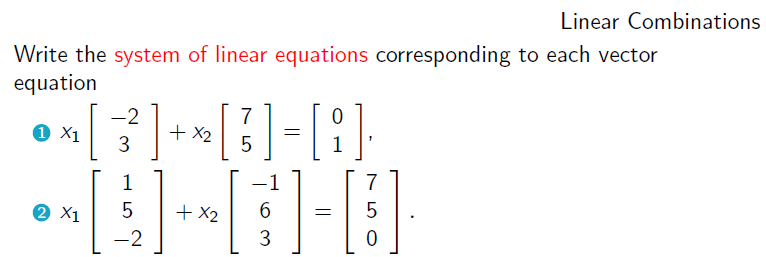 Linear Combinations
Write the system of linear equations corresponding to each vector
equation
1 x₁ [ −2 3 ] + x₂ [ 7 5 ] = [ 0 1 ],
2 x₁ [ 1 5 −2 ] + x₂ [ −1 6 3 ] = [ 7 5 0 ].